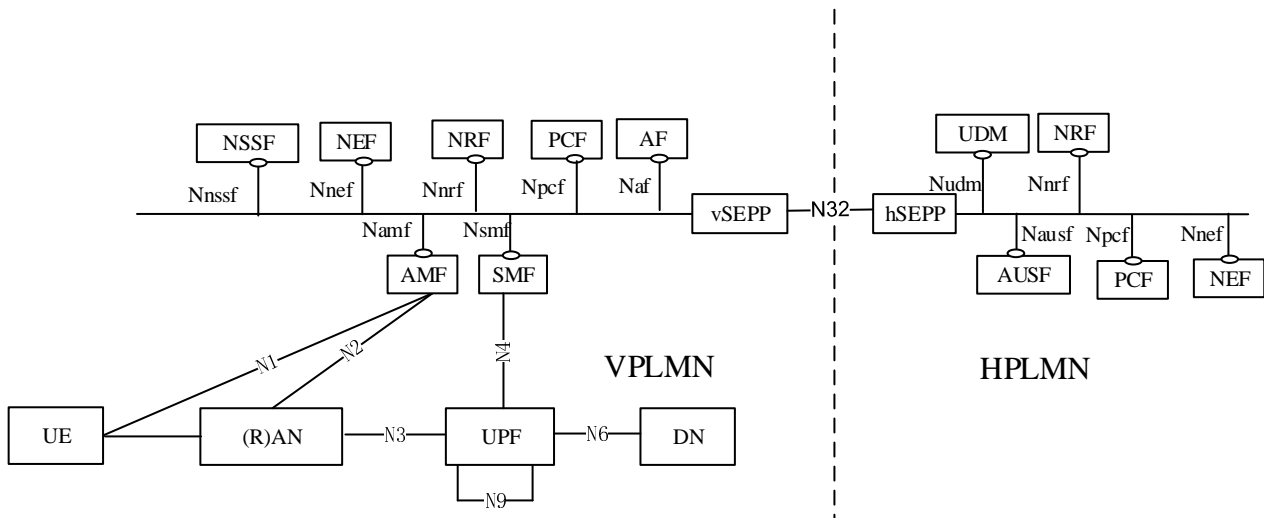 NSSF
NEF
NRF
PCF
AF
UDM
NRF
Nnssf
Nnef
Nnrf
Npcf
Naf
Nudm
Nnrf
vSEPP
N32
hSEPP
Namf
Nsmf
Nausf
Npcf
Nnef
AMF
SMF
AUSF
PCF
NEF
N1
N2
N4
VPLMN
HPLMN
UE
(R)AN
N3
UPF
N6
DN
N9